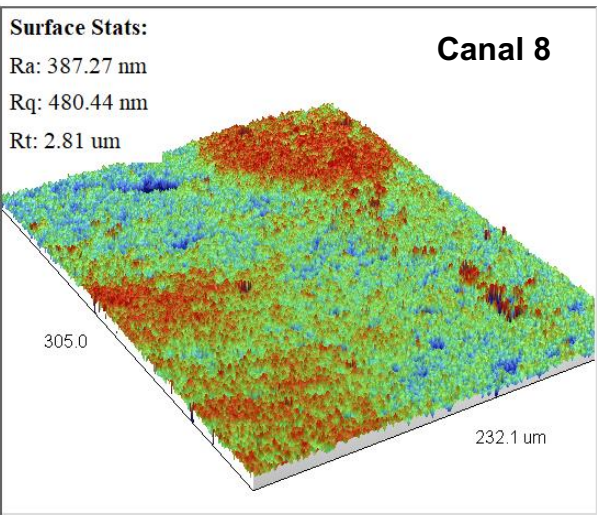 Surface Stats:
Canal 8
Ra: 387.27 nm
Rq: 480.44 nm
Rt: 2.81 um
305.0
232.1 um